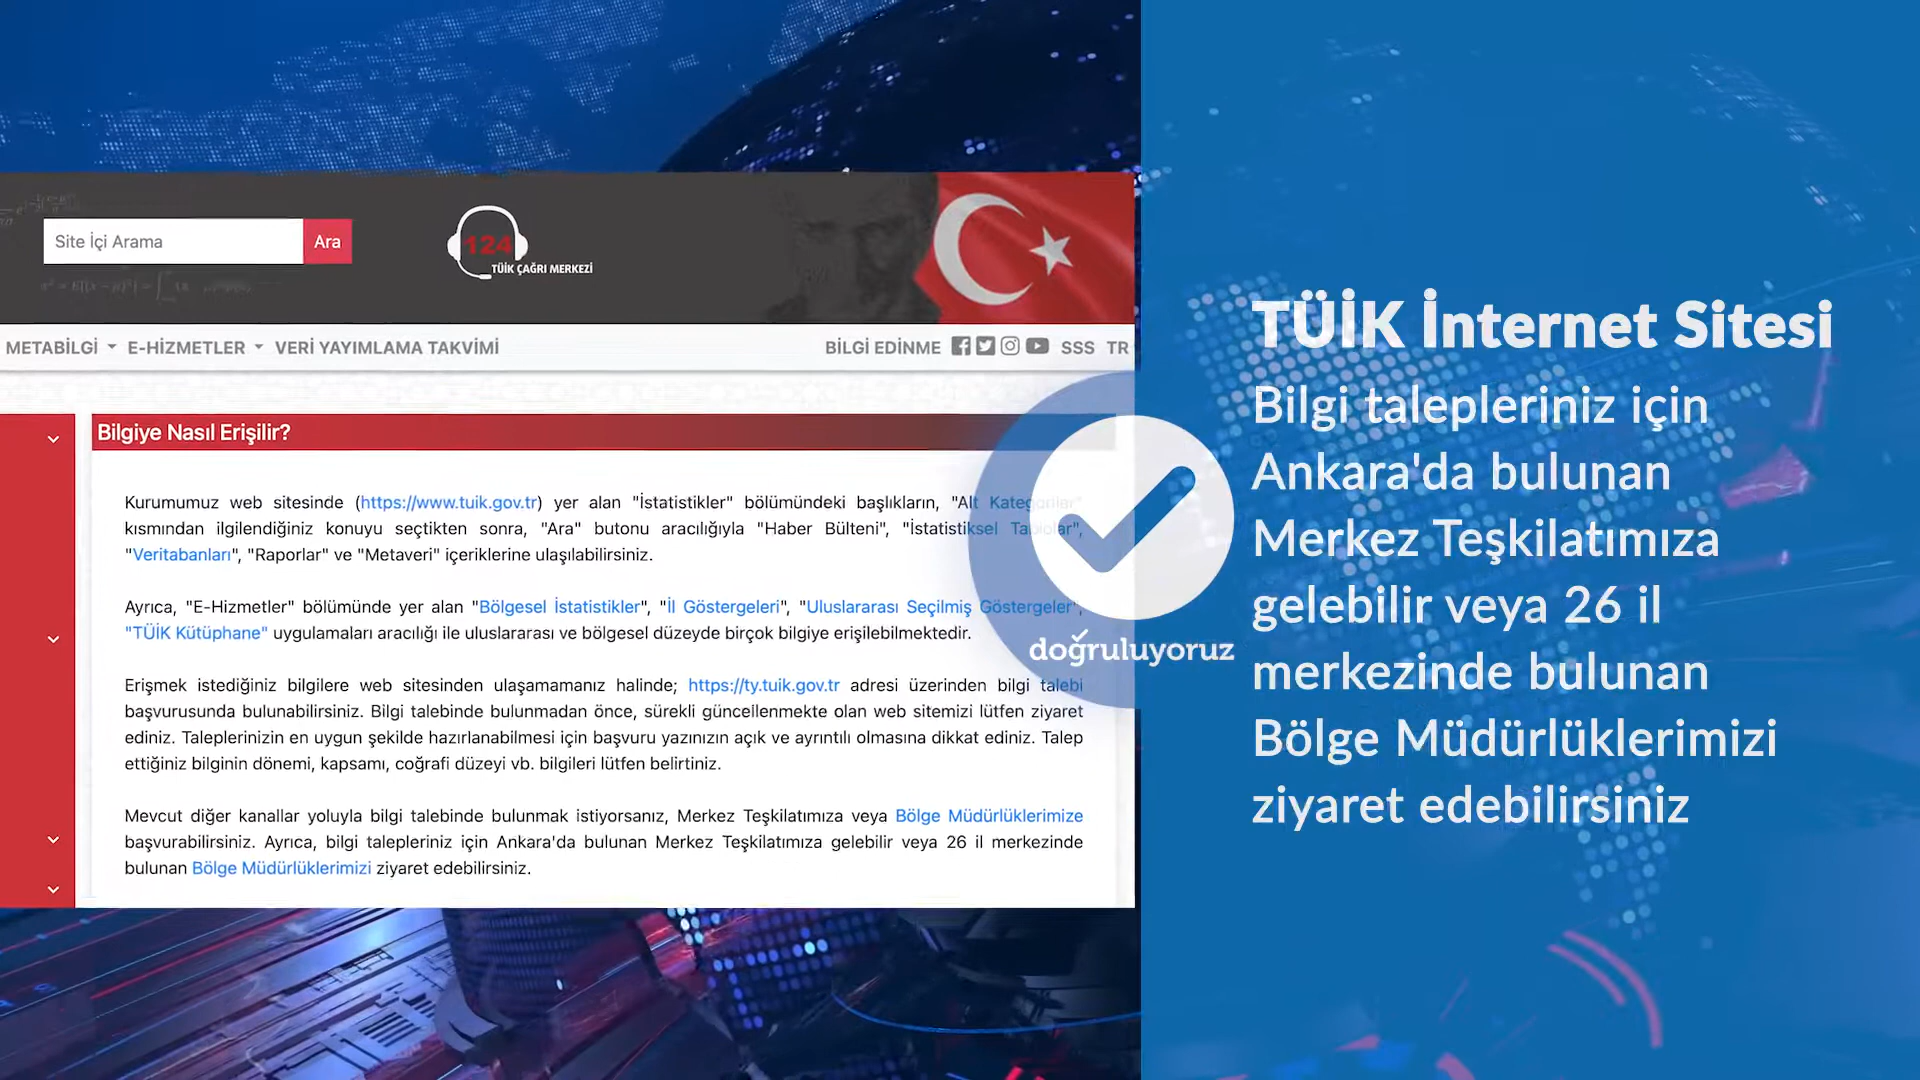 Site İçi Arama
Ara
124
TÜİK ÇAĞRI MERKEZİ
METABİLGİ E-HİZMETLER VERİ YAYIMLAMA TAKVİMİ
BİLGİ EDİNME SSS TR
Bilgiye Nasıl Erişilir?
Kurumumuz web sitesinde (https://www.tuik.gov.tr) yer alan "İstatistikler" bölümündeki başlıkların, "Alt Kategoriler"
kısmından ilgilendiğiniz konuyu seçtikten sonra, "Ara" butonu aracılığıyla "Haber Bülteni", "İstatistiksel Tablolar",
"Veritabanları", "Raporlar" ve "Metaveri" içeriklerine ulaşılabilirsiniz.
Ayrıca, "E-Hizmetler" bölümünde yer alan "Bölgesel İstatistikler", "İl Göstergeleri", "Uluslararası Seçilmiş Göstergeler",
"TÜİK Kütüphane" uygulamaları aracılığı ile uluslararası ve bölgesel düzeyde birçok bilgiye erişilebilmektedir.
Erişmek istediğiniz bilgilere web sitesinden ulaşamamanız halinde; https://ty.tuik.gov.tr adresi üzerinden bilgi talebi
başvurusunda bulunabilirsiniz. Bilgi talebinde bulunmadan önce, sürekli güncellenmekte olan web sitemizi lütfen ziyaret
ediniz. Taleplerinizin en uygun şekilde hazırlanabilmesi için başvuru yazınızın açık ve ayrıntılı olmasına dikkat ediniz. Talep
ettiğiniz bilginin dönemi, kapsamı, coğrafi düzeyi vb. bilgileri lütfen belirtiniz.
Mevcut diğer kanallar yoluyla bilgi talebinde bulunmak istiyorsanız, Merkez Teşkilatımıza veya Bölge Müdürlüklerimize
başvurabilirsiniz. Ayrıca, bilgi talepleriniz için Ankara'da bulunan Merkez Teşkilatımıza gelebilir veya 26 il merkezinde
bulunan Bölge Müdürlüklerimizi ziyaret edebilirsiniz.
doğruluyoruz
TÜİK İnternet Sitesi
Bilgi talepleriniz için
Ankara'da bulunan
Merkez Teşkilatımıza
gelebilir veya 26 il
merkezinde bulunan
Bölge Müdürlüklerimizi
ziyaret edebilirsiniz